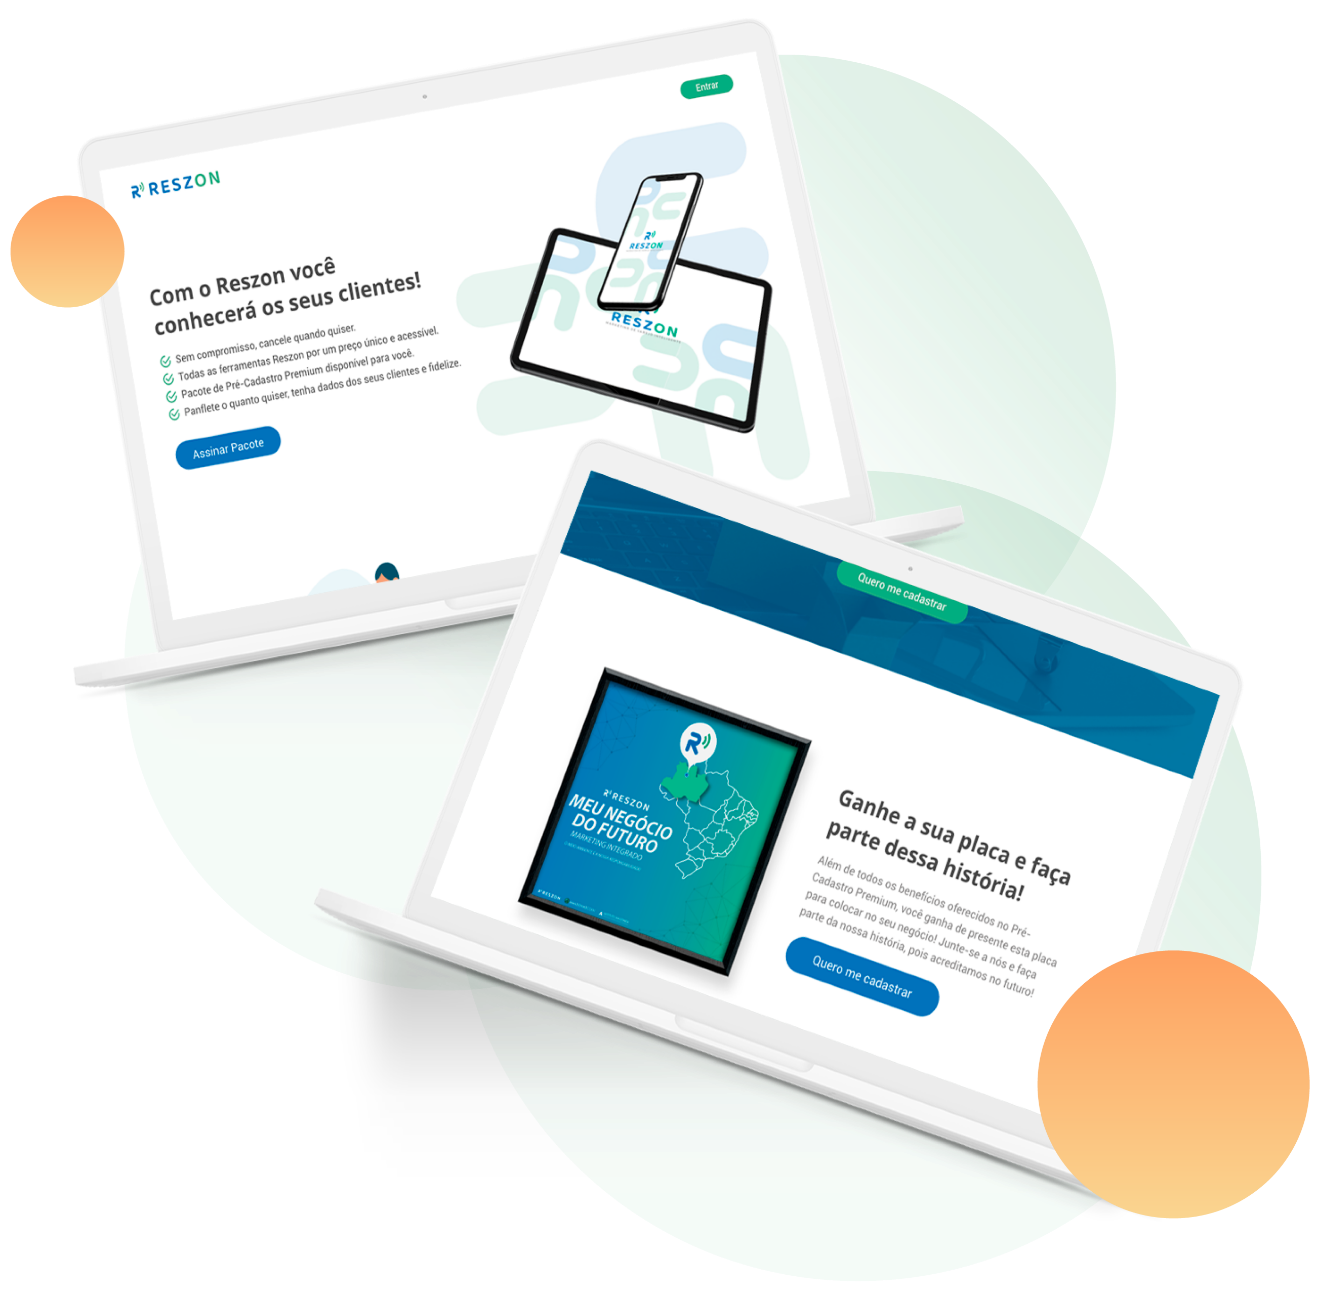 Entrar
RESZON
Com o Reszon você
conhecerá os seus clientes!
Sem compromisso, cancele quando quiser.
Todas as ferramentas Reszon por um preço único e acessível.
Pacote de Pré-Cadastro Premium disponível para você.
Panflete o quanto quiser, tenha dados dos seus clientes e fidelize.
Assinar Pacote
RESZON
RESZON
Quero me cadastrar
R
RESZON
MEU NEGÓCIO
DO FUTURO
MARKETING INTEGRADO
RESZON
Ganhe a sua placa e faça
parte dessa história!
Além de todos os benefícios oferecidos no Pré-
Cadastro Premium, você ganha de presente esta placa
para colocar no seu negócio! Junte-se a nós e faça
parte da nossa história, pois acreditamos no futuro!
Quero me cadastrar